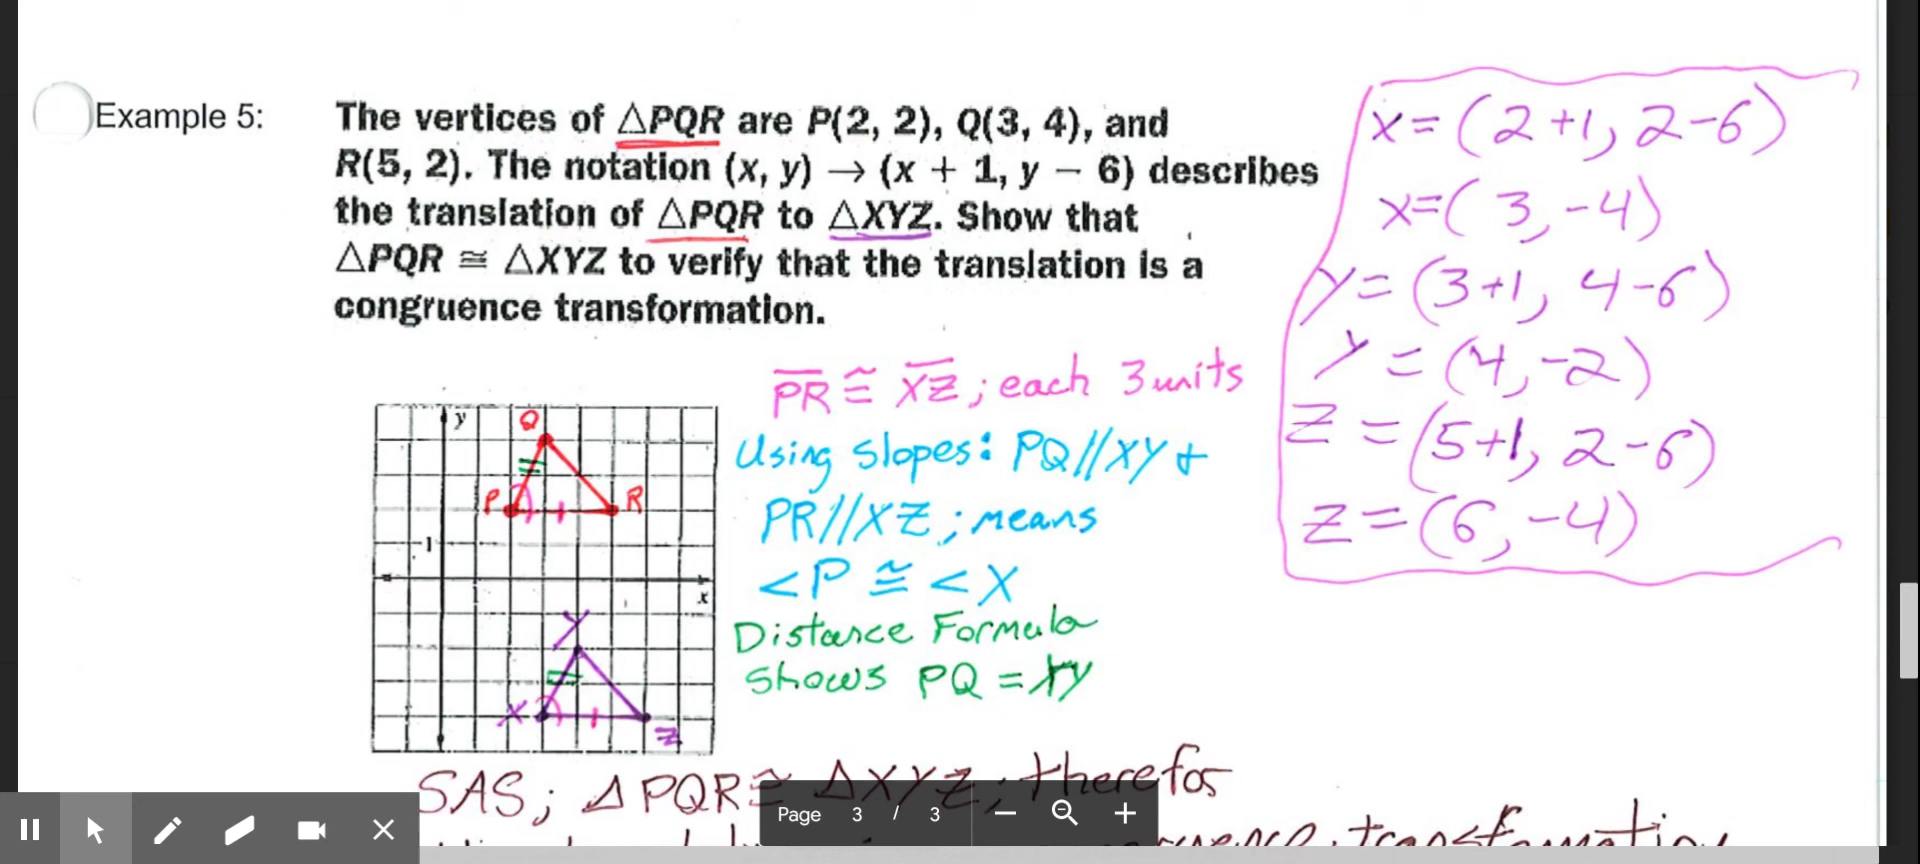 Example 5:
The vertices of △PQR are P(2, 2), Q(3, 4), and
R(5, 2). The notation (x, y) → (x + 1, y − 6) describes
the translation of △PQR to △XYZ. Show that
△PQR ≅ △XYZ to verify that the translation is a
congruence transformation.
x=(2+1, 2-6)
x=(3,-4)
y=(3+1, 4-6)
y=(4,-2)
z=(5+1, 2-6)
z=(6,-4)
PR≅XZ; each 3 units
Using Slopes: PQ//XY +
PR//XZ; means
<P ≅ <X
Distance Formula
Shows PQ = XY
y
Q
P
R
1
x
Y
X
Z
SAS; △PQR≅ △XYZ; therefor
transformation
Page 3 / 3